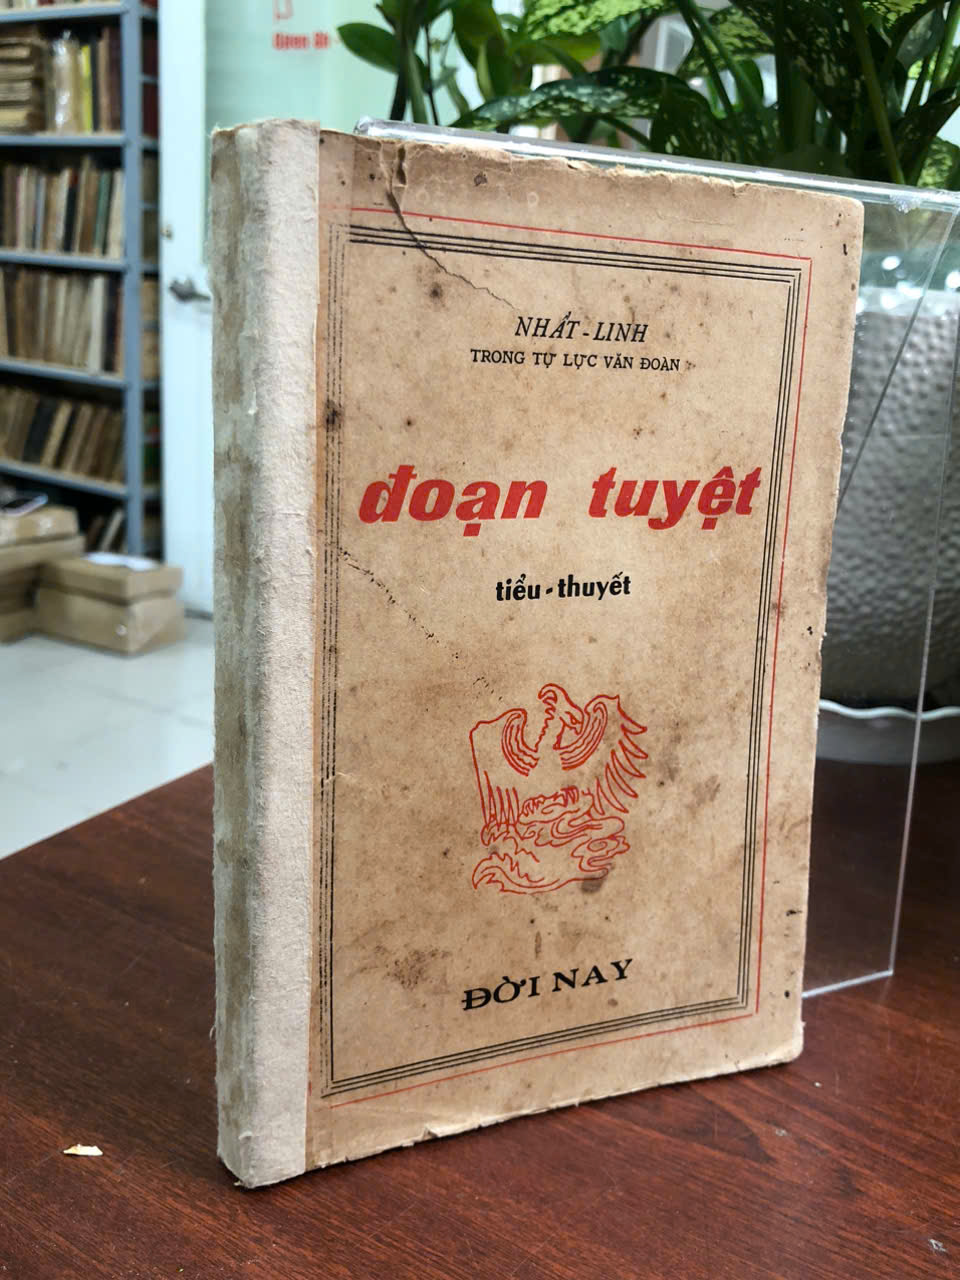 NHẤT - LINH
TRONG TỰ LỰC VĂN ĐOÀN
đoạn tuyệt
tiểu - thuyết
ĐỜI NAY